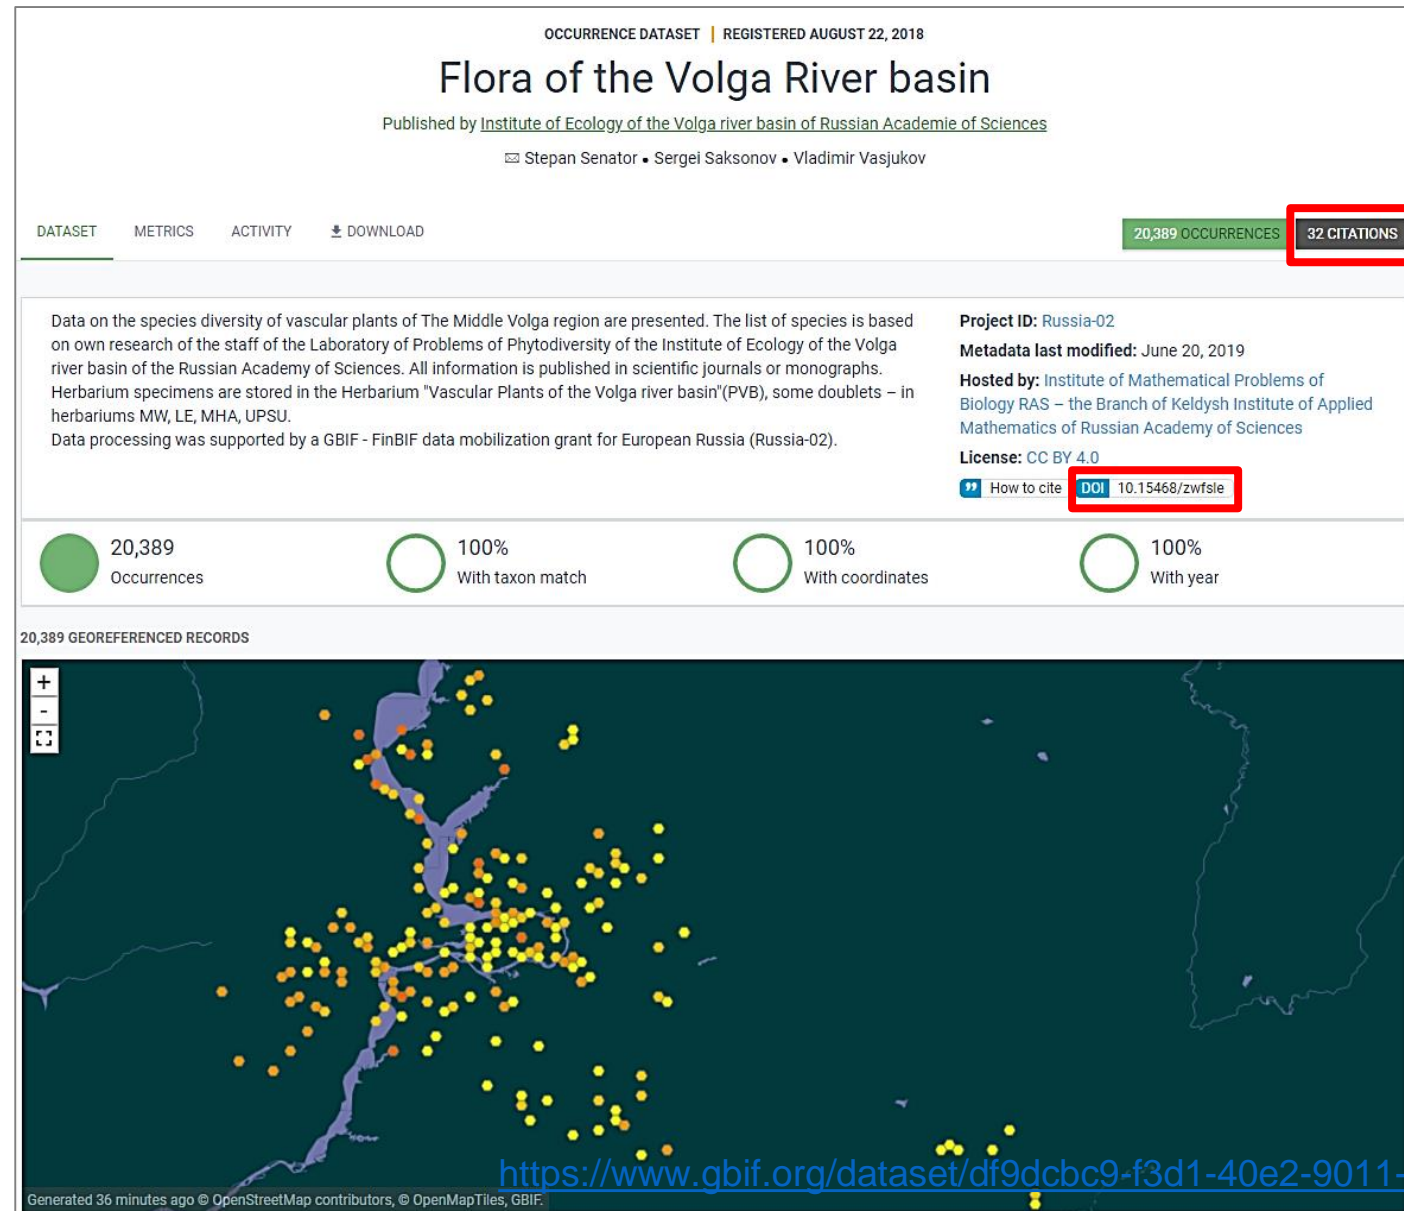 OCCURRENCE DATASET | REGISTERED AUGUST 22, 2018
Flora of the Volga River basin
Published by Institute of Ecology of the Volga river basin of Russian Academie of Sciences
Stepan Senator • Sergei Saksonov • Vladimir Vasjukov
DATASET METRICS ACTIVITY DOWNLOAD 20,389 OCCURRENCES 32 CITATIONS
Data on the species diversity of vascular plants of The Middle Volga region are presented. The list of species is based
on own research of the staff of the Laboratory of Problems of Phytodiversity of the Institute of Ecology of the Volga
river basin of the Russian Academy of Sciences. All information is published in scientific journals or monographs.
Herbarium specimens are stored in the Herbarium "Vascular Plants of the Volga river basin"(PVB), some doublets – in
herbariums MW, LE, MHA, UPSU.
Data processing was supported by a GBIF - FinBIF data mobilization grant for European Russia (Russia-02).
Project ID: Russia-02
Metadata last modified: June 20, 2019
Hosted by: Institute of Mathematical Problems of
Biology RAS – the Branch of Keldysh Institute of Applied
Mathematics of Russian Academy of Sciences
License: CC BY 4.0
How to cite DOI 10.15468/zwfsle
20,389
Occurrences
100%
With taxon match
100%
With coordinates
100%
With year
20,389 GEOREFERENCED RECORDS
+
-
https://www.gbif.org/dataset/df9dcbc9-f3d1-40e2-9011-
Generated 36 minutes ago © OpenStreetMap contributors, © OpenMapTiles, GBIF.